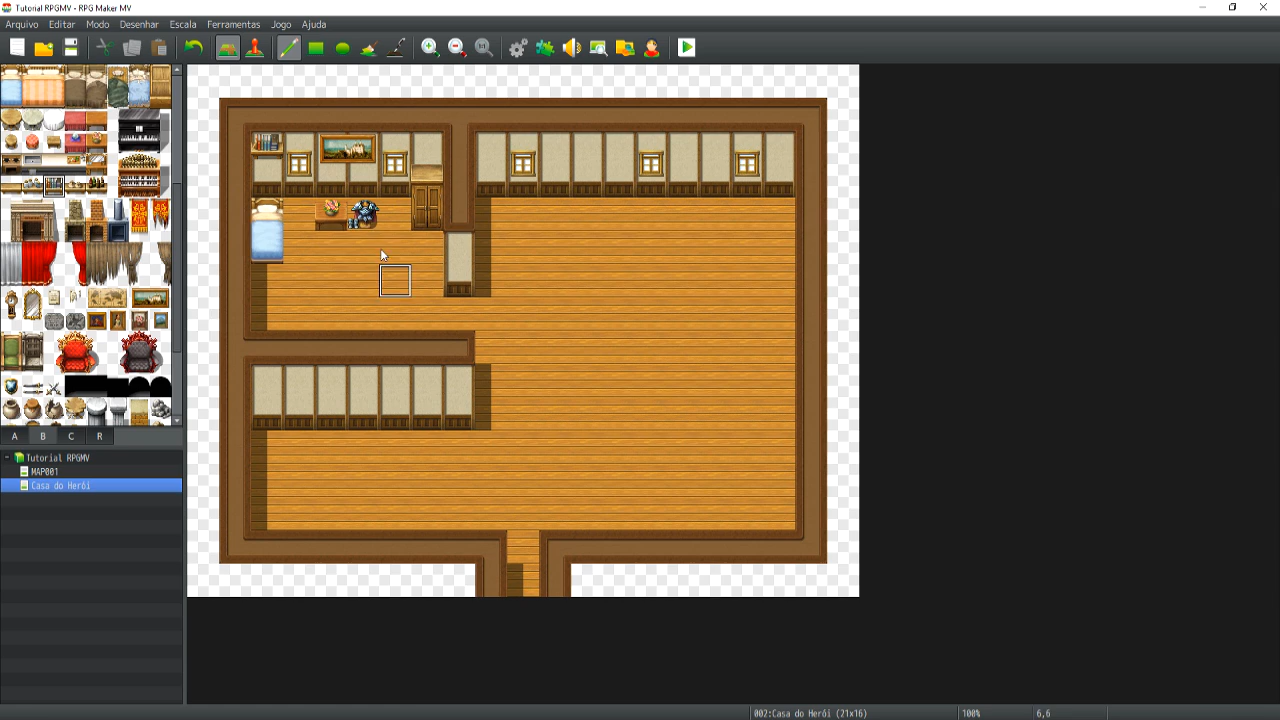 Tutorial RPGMV - RPG Maker MV
Arquivo Editar Modo Desenhar Escala Ferramentas Jogo Ajuda
A B C R
Tutorial RPGMV
MAP001
Casa do Herói
002:Casa do Herói (21x16) 100% 6,6